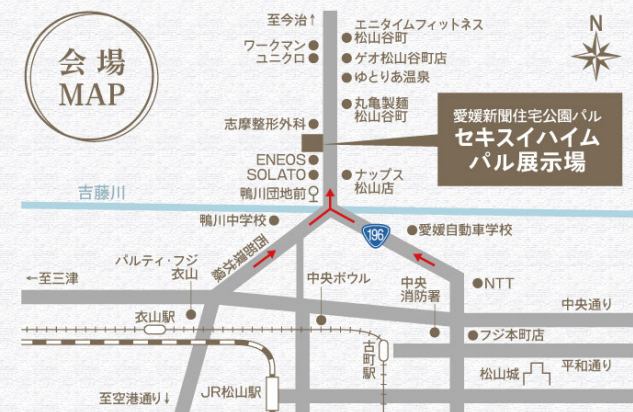 会場
MAP
至今治↑
エニタイムフィットネス
松山谷町
N
ワークマン
ユニクロ
ゲオ松山谷町店
ゆとりあ温泉
丸亀製麺
松山谷町
愛媛新聞住宅公園パル
セキスイハイム
パル展示場
志摩整形外科
ENEOS
SOLATO
ナップス
松山店
鴨川団地前
吉藤川
鴨川中学校
196
愛媛自動車学校
西部環状線
パルティ・フジ
衣山
←至三津
中央ボウル
中央
消防署
NTT
中央通り
衣山駅
古町駅
フジ本町店
平和通り
松山城
JR松山駅
至空港通り↓